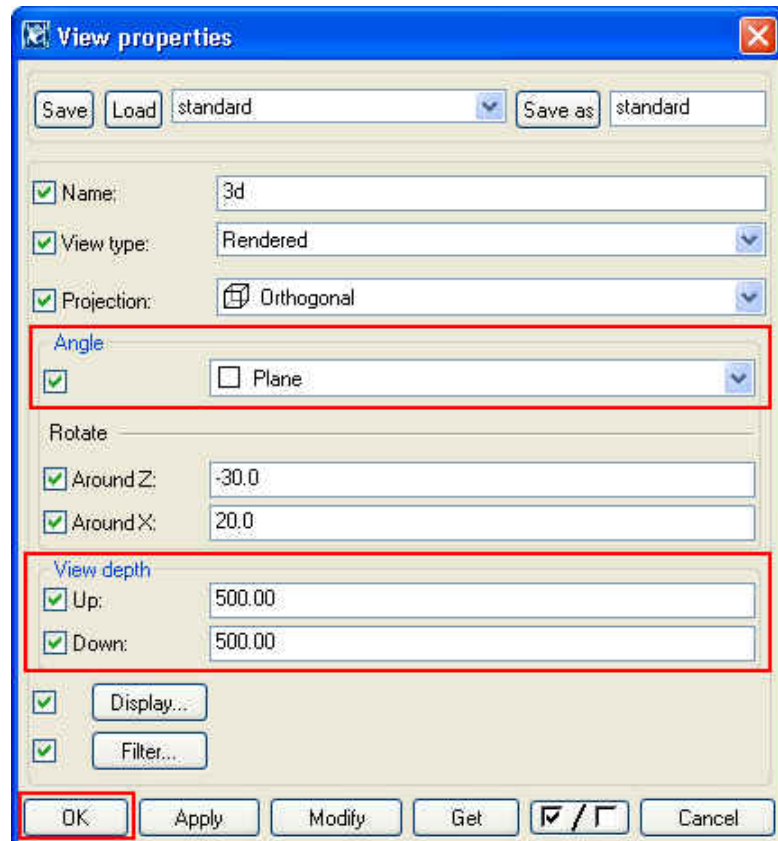 View properties
Save Load standard Save as standard
Name: 3d
View type: Rendered
Projection: Orthogonal
Angle
Plane
Rotate
Around Z: -30.0
Around X: 20.0
View depth
Up: 500.00
Down: 500.00
Display...
Filter...
OK Apply Modify Get / Cancel